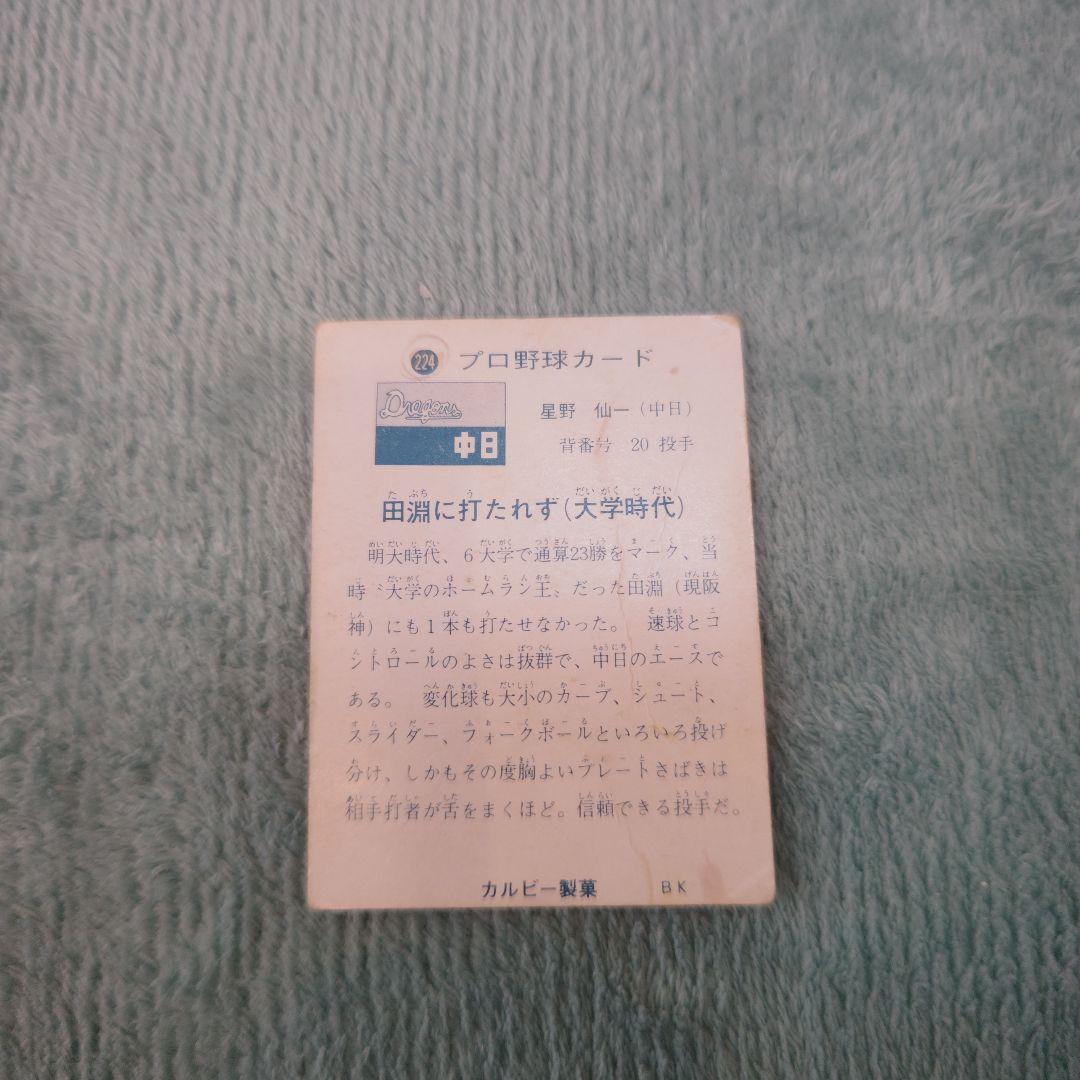 224 プロ野球カード
Dragons
中日
星野 仙一(中日)
背番号 20 投手
田淵に打たれず(大学時代)
明大時代、6大学で通算23勝をマーク、当
時〝大学のホームラン王〟だった田淵(現阪
神)にも1本も打たせなかった。 速球とコ
ントロールのよさは抜群で、中日のエースで
ある。 変化球も大小のカーブ、シュート、
スライダー、フォークボールといろいろ投げ
分け、しかもその度胸よいプレートさばきは
相手打者が舌をまくほど。信頼できる投手だ。
カルビー製菓 BK